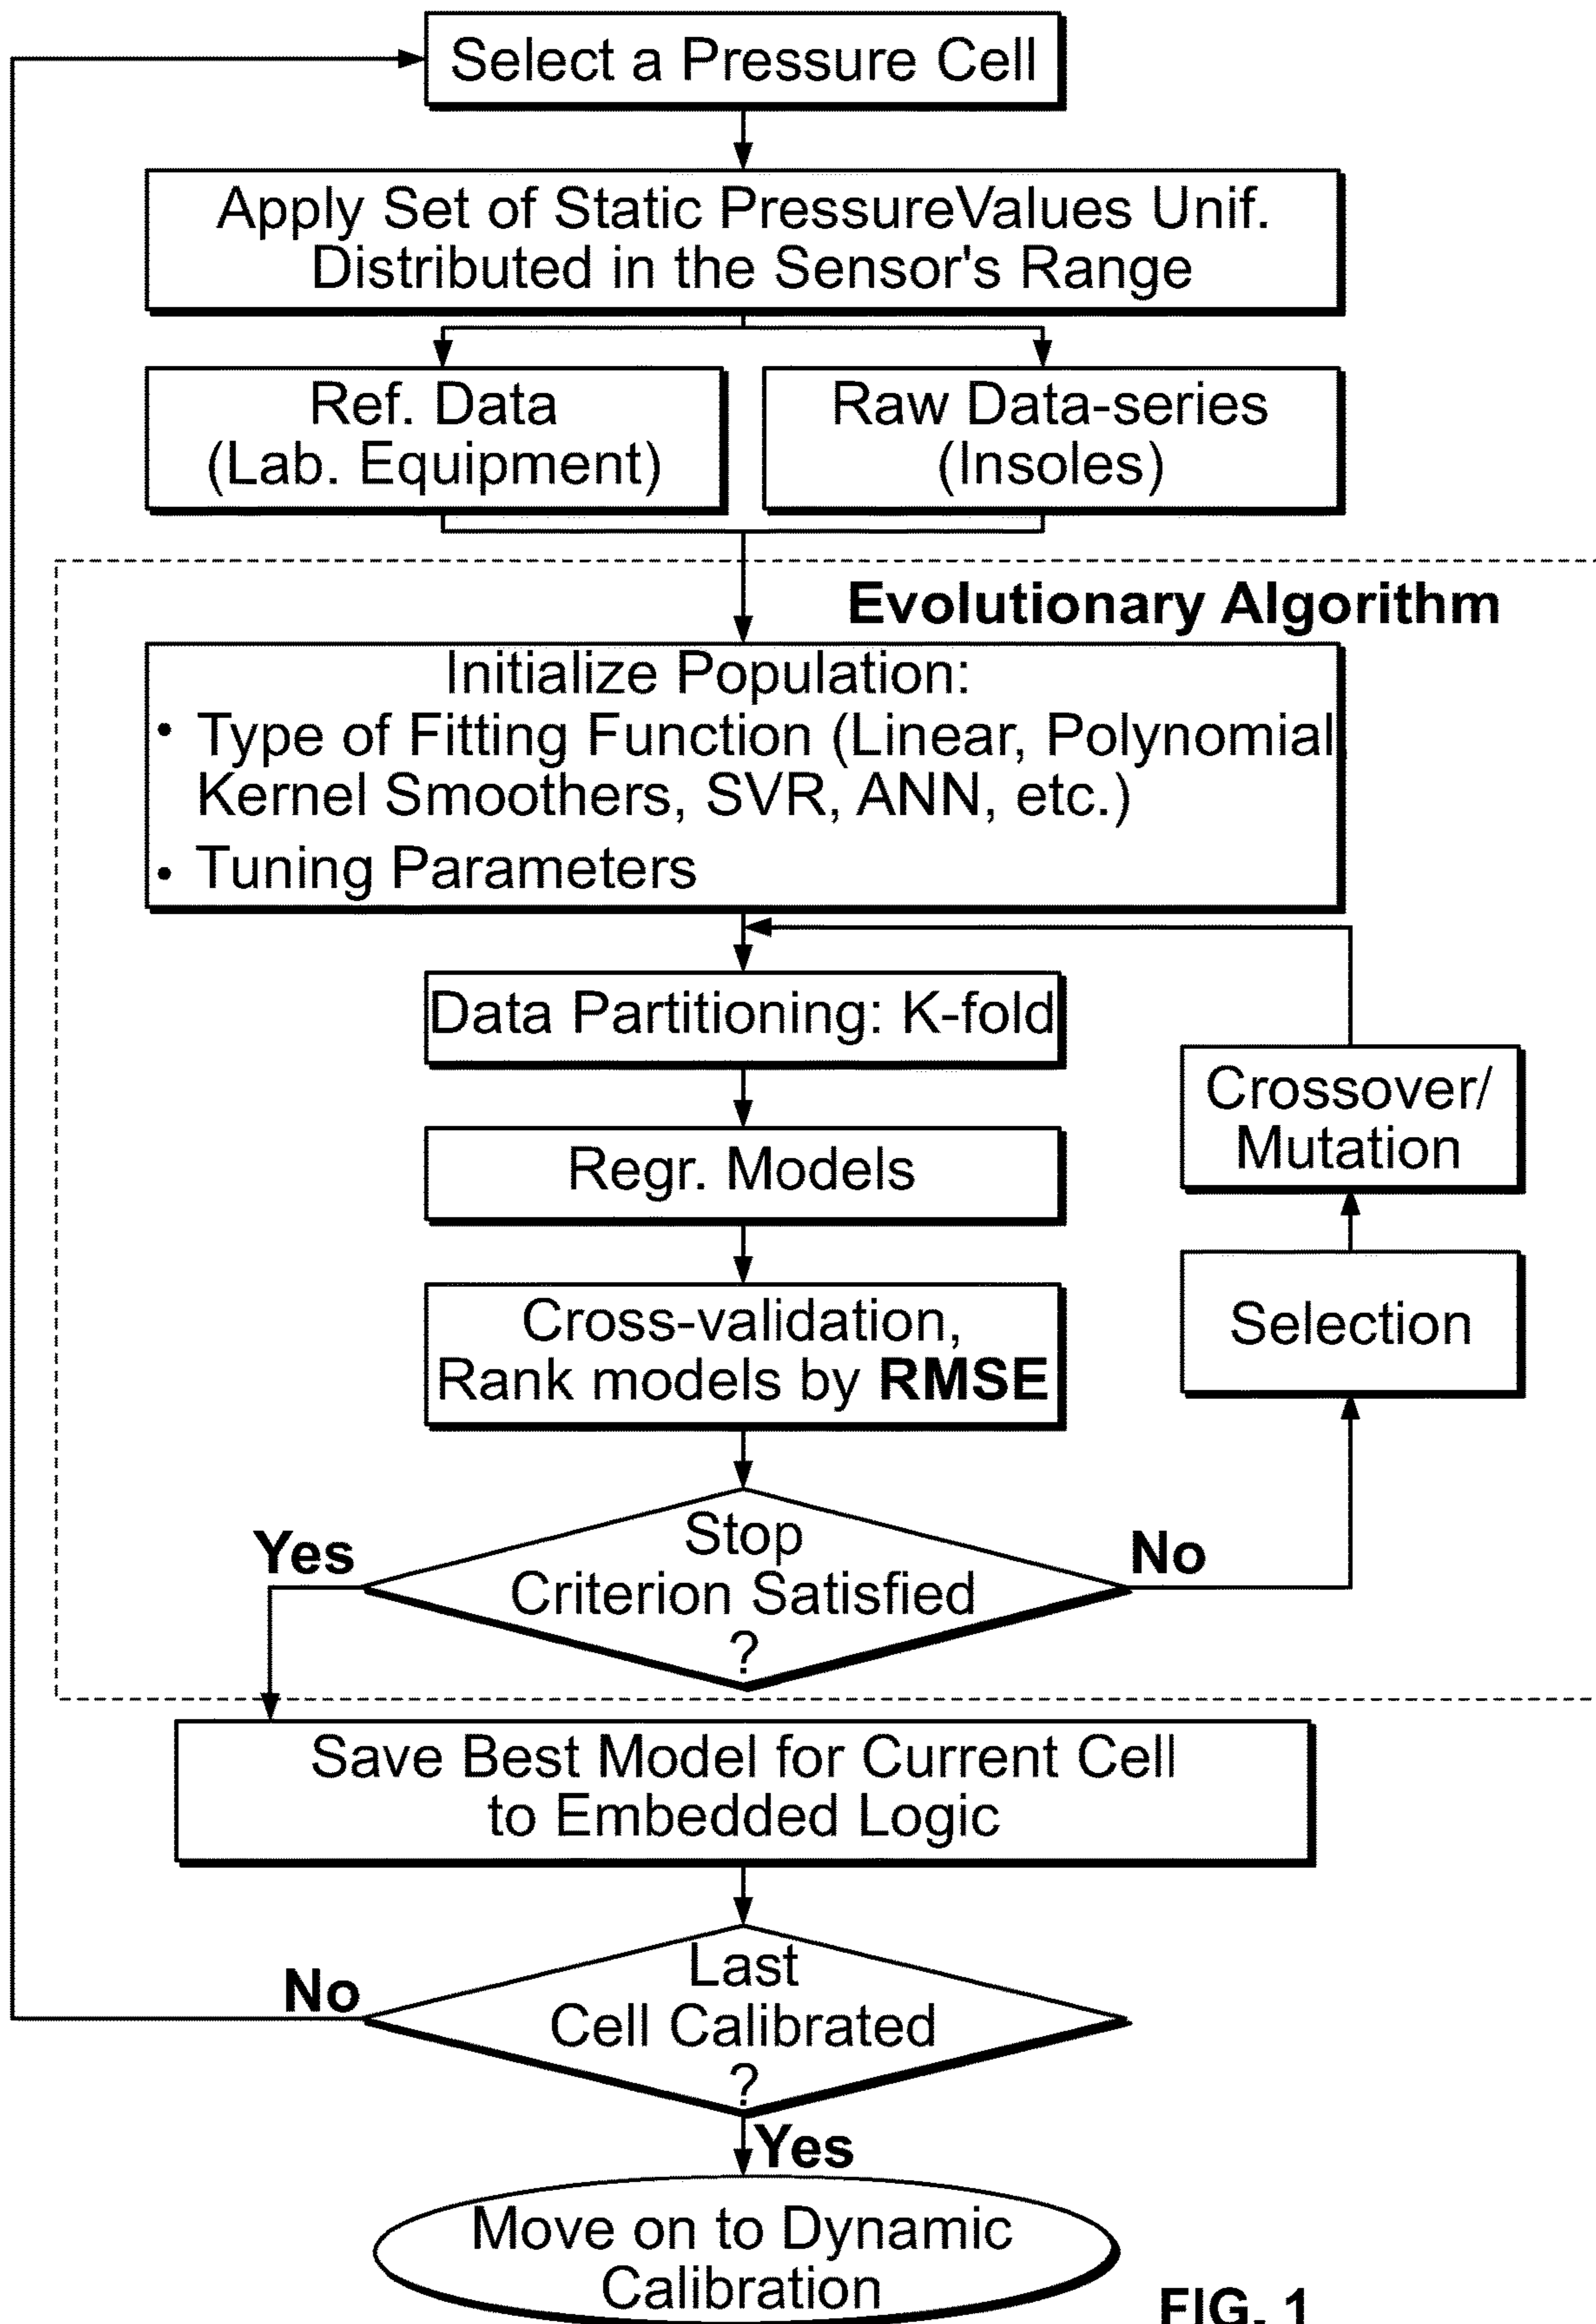 Select a Pressure Cell
Apply Set of Static PressureValues Unif.
Distributed in the Sensor's Range
Ref. Data
(Lab. Equipment)
Raw Data-series
(Insoles)
Evolutionary Algorithm
Initialize Population:
• Type of Fitting Function (Linear, Polynomial
Kernel Smoothers, SVR, ANN, etc.)
• Tuning Parameters
Data Partitioning: K-fold
Crossover/
Mutation
Regr. Models
Selection
Cross-validation,
Rank models by RMSE
Stop
Criterion Satisfied
?
Yes
No
Save Best Model for Current Cell
to Embedded Logic
Last
Cell Calibrated
?
No
Yes
Move on to Dynamic
Calibration
FIG. 1